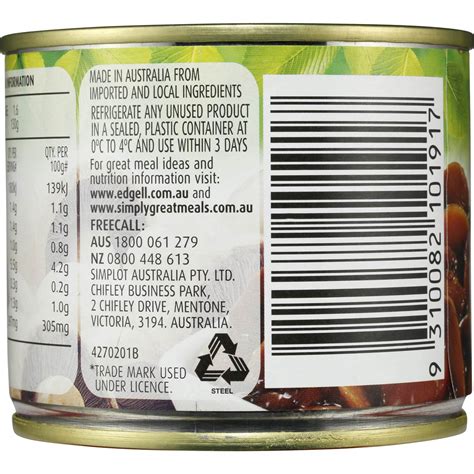 INFORMATION
1.6
150g
QTY. PER
100g#
139kJ
1.1g
1.1g
0.8g
4.2g
0.2g
1.0g
305mg
MADE IN AUSTRALIA FROM
IMPORTED AND LOCAL INGREDIENTS
REFRIGERATE ANY UNUSED PRODUCT
IN A SEALED, PLASTIC CONTAINER AT
0°C TO 4°C AND USE WITHIN 3 DAYS
For great meal ideas and
nutrition information visit:
www.edgell.com.au and
www.simplygreatmeals.com.au
FREECALL:
AUS 1800 061 279
NZ 0800 448 613
SIMPLOT AUSTRALIA PTY. LTD.
CHIFLEY BUSINESS PARK,
2 CHIFLEY DRIVE, MENTONE,
VICTORIA, 3194. AUSTRALIA.
4270201B
*TRADE MARK USED
UNDER LICENCE.
STEEL
9 310082 101917